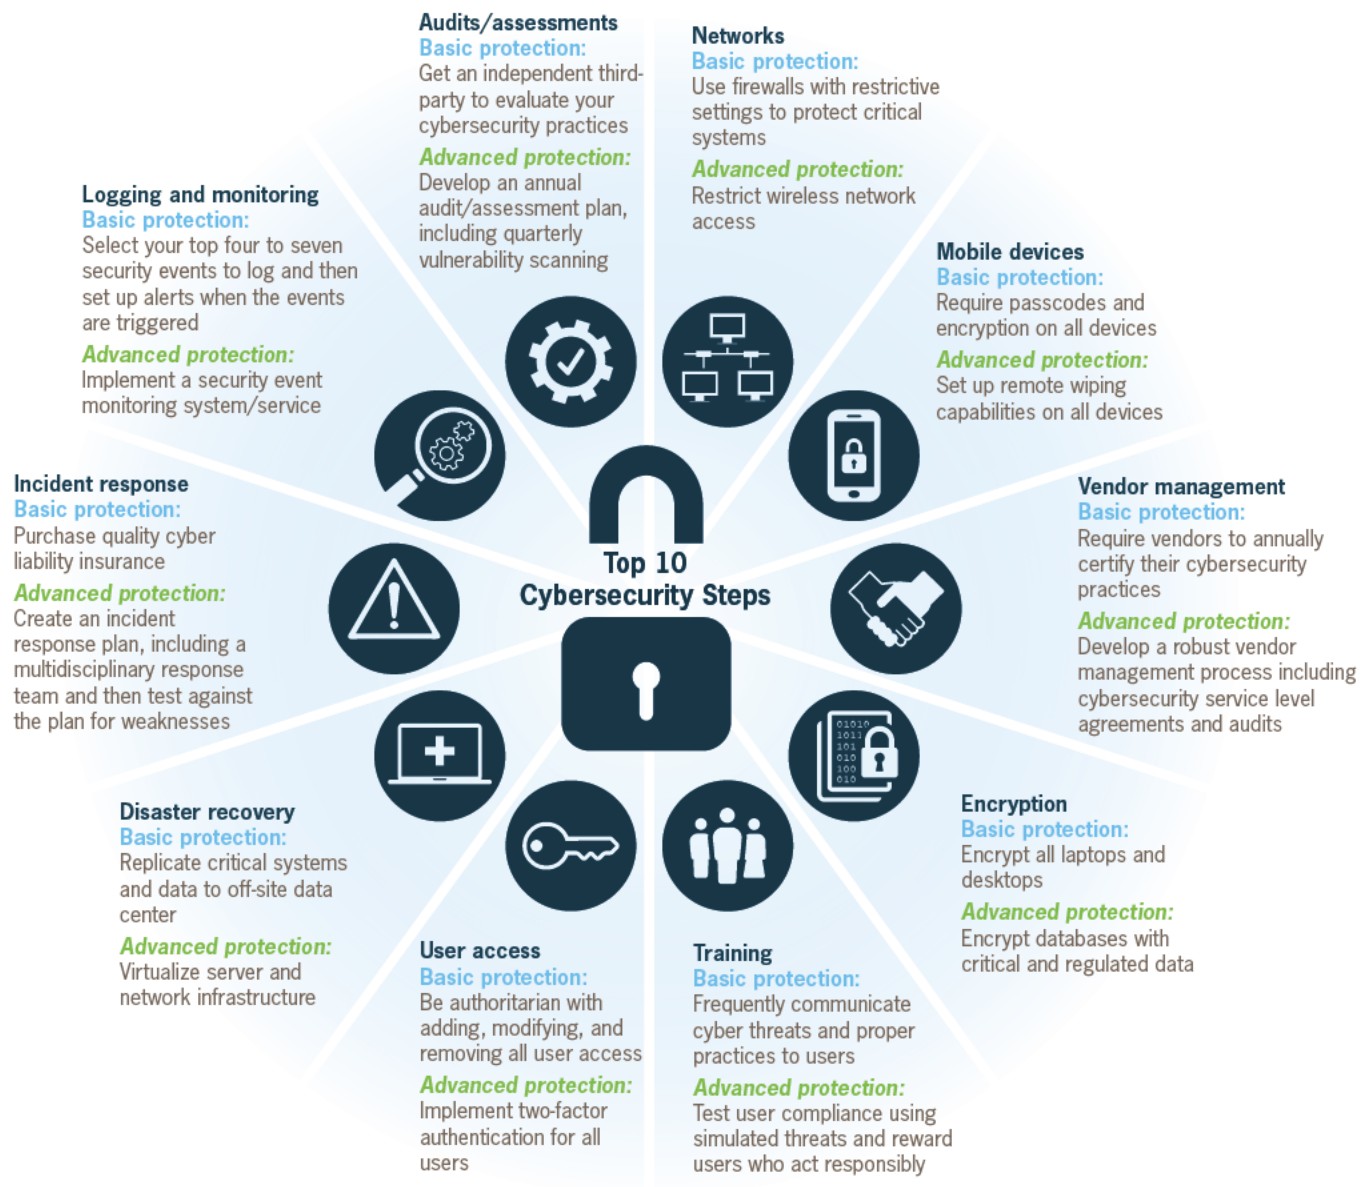 Audits/assessments
Basic protection:
Get an independent third-
party to evaluate your
cybersecurity practices
Advanced protection:
Develop an annual
audit/assessment plan,
including quarterly
vulnerability scanning
Networks
Basic protection:
Use firewalls with restrictive
settings to protect critical
systems
Advanced protection:
Restrict wireless network
access
Mobile devices
Basic protection:
Require passcodes and
encryption on all devices
Advanced protection:
Set up remote wiping
capabilities on all devices
Vendor management
Basic protection:
Require vendors to annually
certify their cybersecurity
practices
Advanced protection:
Develop a robust vendor
management process including
cybersecurity service level
agreements and audits
Encryption
Basic protection:
Encrypt all laptops and
desktops
Advanced protection:
Encrypt databases with
critical and regulated data
Training
Basic protection:
Frequently communicate
cyber threats and proper
practices to users
Advanced protection:
Test user compliance using
simulated threats and reward
users who act responsibly
User access
Basic protection:
Be authoritarian with
adding, modifying, and
removing all user access
Advanced protection:
Implement two-factor
authentication for all
users
Disaster recovery
Basic protection:
Replicate critical systems
and data to off-site data
center
Advanced protection:
Virtualize server and
network infrastructure
Incident response
Basic protection:
Purchase quality cyber
liability insurance
Advanced protection:
Create an incident
response plan, including a
multidisciplinary response
team and then test against
the plan for weaknesses
Logging and monitoring
Basic protection:
Select your top four to seven
security events to log and then
set up alerts when the events
are triggered
Advanced protection:
Implement a security event
monitoring system/service
Top 10
Cybersecurity Steps
01010
1011
101
010
100
010